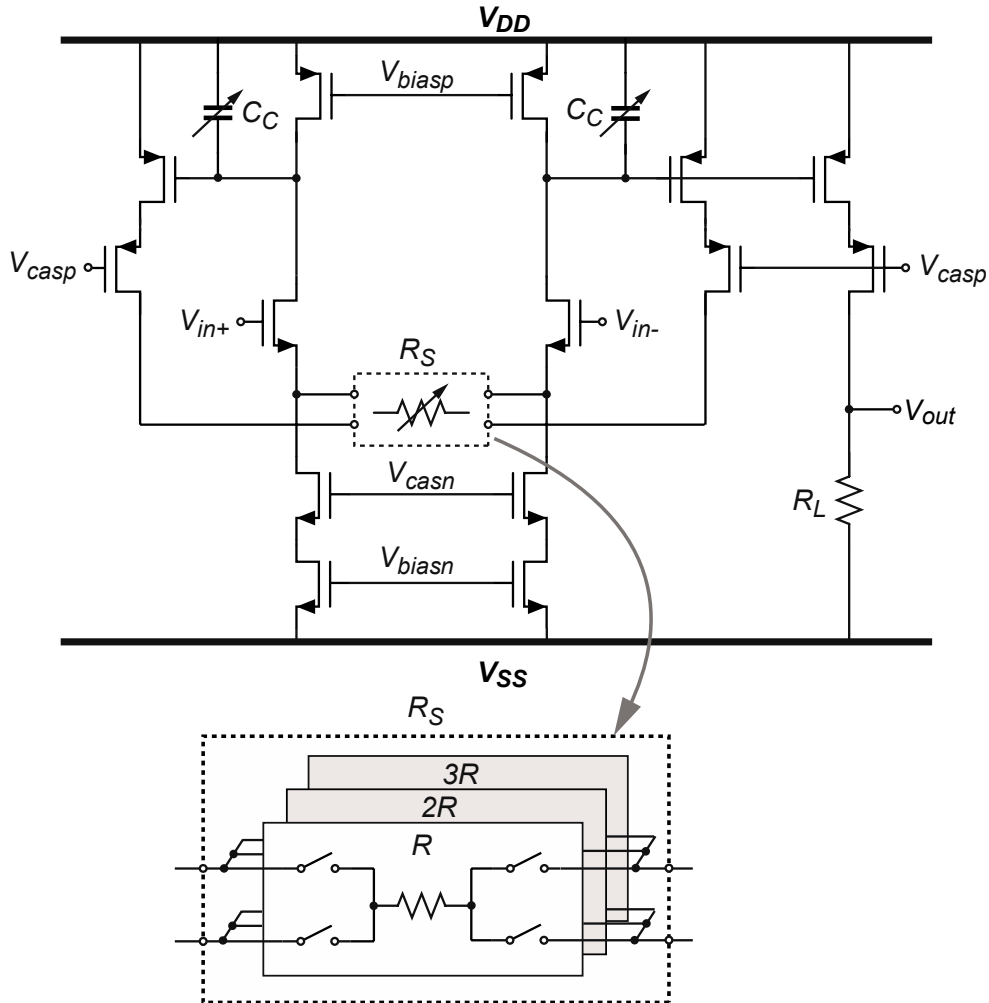 V_DD
V_biasp
C_C
C_C
V_casp
V_casp
V_in+
V_in-
R_S
V_out
V_casn
R_L
V_biasn
V_SS
R_S
3R
2R
R